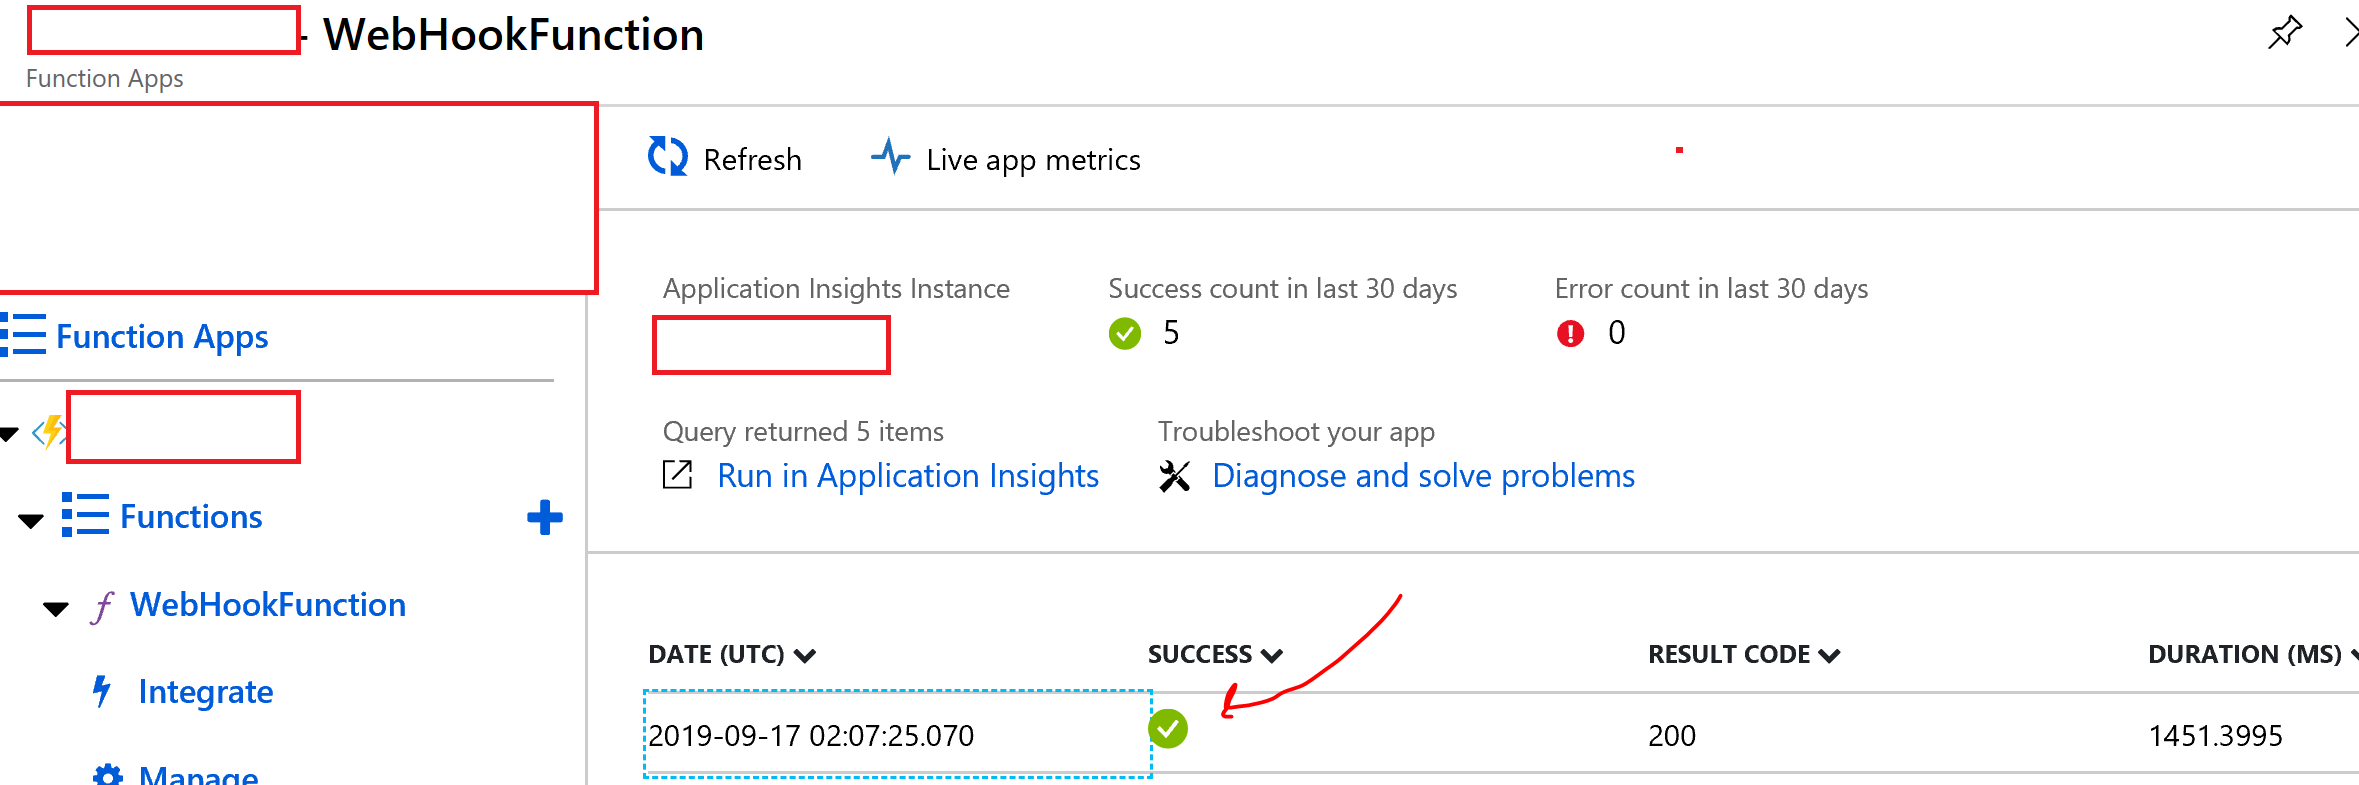 - WebHookFunction
Function Apps
Refresh
Live app metrics
Application Insights Instance
Success count in last 30 days
5
Error count in last 30 days
0
Query returned 5 items
Run in Application Insights
Troubleshoot your app
Diagnose and solve problems
Function Apps
Functions
WebHookFunction
Integrate
Manage
DATE (UTC) SUCCESS RESULT CODE DURATION (MS)
2019-09-17 02:07:25.070 200 1451.3995